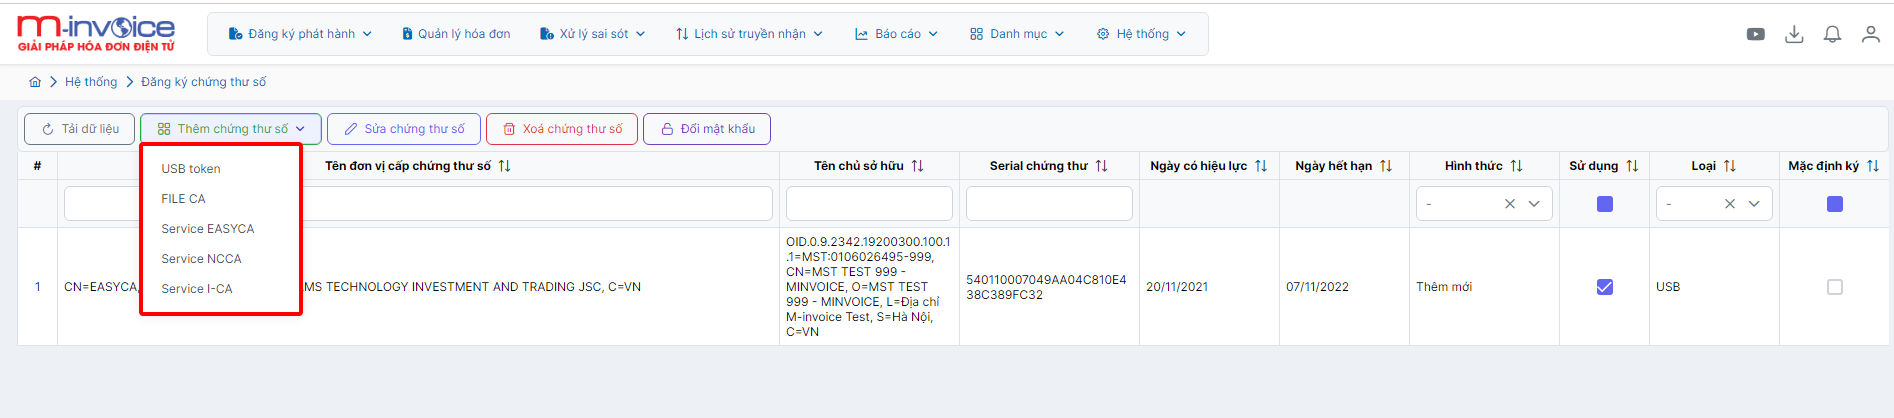 M-invoice
GIẢI PHÁP HÓA ĐƠN ĐIỆN TỬ
Đăng ký phát hành
Quản lý hóa đơn
Xử lý sai sót
Lịch sử truyền nhận
Báo cáo
Danh mục
Hệ thống
Hệ thống > Đăng ký chứng thư số
Tải dữ liệu
Thêm chứng thư số
Sửa chứng thư số
Xoá chứng thư số
Đổi mật khẩu
USB token
FILE CA
Service EASYCA
Service NCCA
Service I-CA
#
Tên đơn vị cấp chứng thư số
Tên chủ sở hữu
Serial chứng thư
Ngày có hiệu lực
Ngày hết hạn
Hình thức
Sử dụng
Loại
Mặc định ký
-
-
1
CN=EASYCA,
MS TECHNOLOGY INVESTMENT AND TRADING JSC, C=VN
OID.0.9.2342.19200300.100.1
.1=MST:0106026495-999,
CN=MST TEST 999 -
MINVOICE, O=MST TEST
999 - MINVOICE, L=Địa chỉ
M-invoice Test, S=Hà Nội,
C=VN
540110007049AA04C810E4
38C389FC32
20/11/2021
07/11/2022
Thêm mới
USB